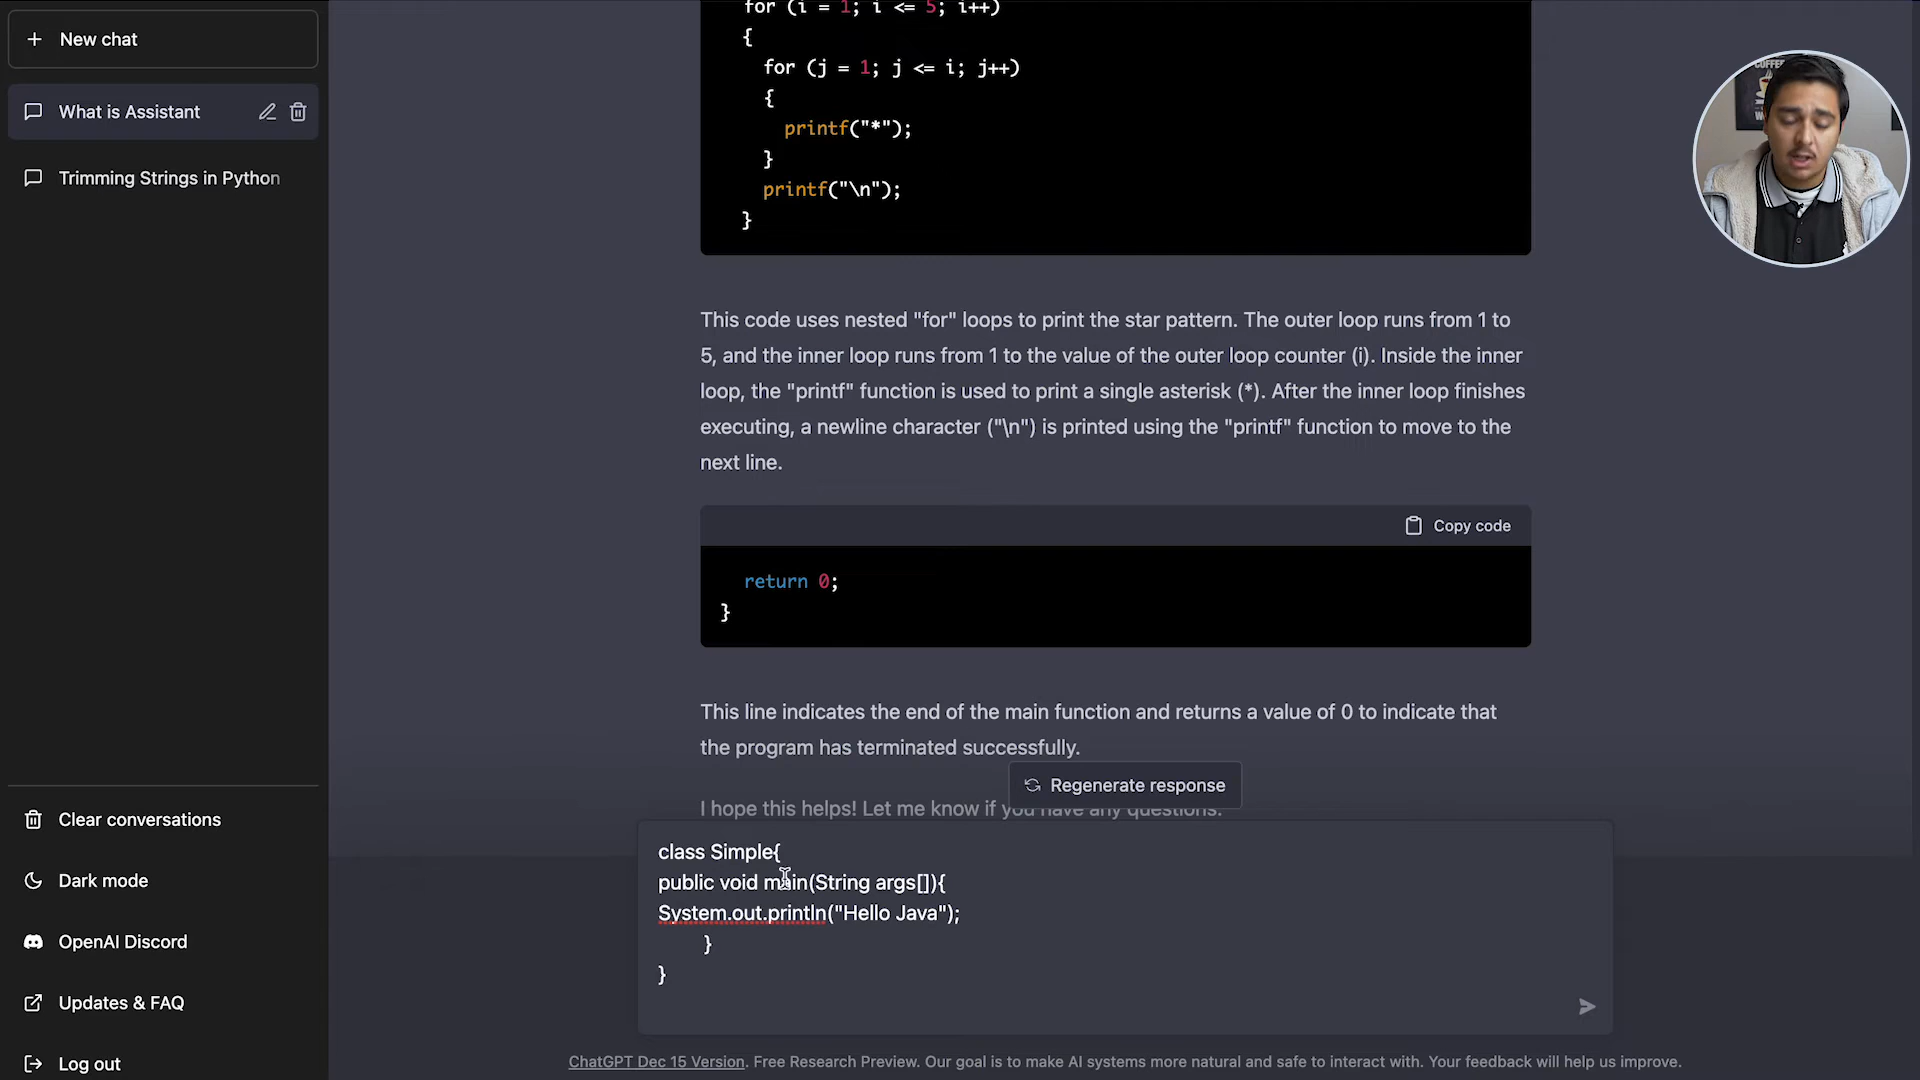 New chat
What is Assistant
Trimming Strings in Python
Clear conversations
Dark mode
OpenAI Discord
Updates & FAQ
Log out
for (i = 1; i <= 5; i++)
{
for (j = 1; j <= i; j++)
{
printf("*");
}
printf("\n");
}
This code uses nested "for" loops to print the star pattern. The outer loop runs from 1 to
5, and the inner loop runs from 1 to the value of the outer loop counter (i). Inside the inner
loop, the "printf" function is used to print a single asterisk (*). After the inner loop finishes
executing, a newline character ("\n") is printed using the "printf" function to move to the
next line.
Copy code
return 0;
}
This line indicates the end of the main function and returns a value of 0 to indicate that
the program has terminated successfully.
Regenerate response
I hope this helps! Let me know if you have any questions.
class Simple{
public void main(String args[]){
System.out.println("Hello Java");
}
}
ChatGPT Dec 15 Version. Free Research Preview. Our goal is to make AI systems more natural and safe to interact with. Your feedback will help us improve.
COFFEE